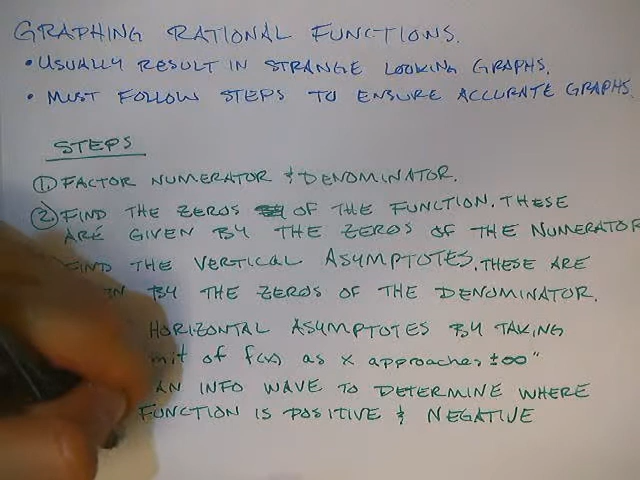 GRAPHING RATIONAL FUNCTIONS.
• USUALLY RESULT IN STRANGE LOOKING GRAPHS.
• MUST FOLLOW STEPS TO ENSURE ACCURATE GRAPHS.
STEPS
1. FACTOR NUMERATOR & DENOMINATOR.
2. FIND THE ZEROS OF THE FUNCTION. THESE
ARE GIVEN BY THE ZEROS OF THE NUMERATOR
FIND THE VERTICAL ASYMPTOTES. THESE ARE
BY THE ZEROS OF THE DENOMINATOR.
HORIZONTAL ASYMPTOTES BY TAKING
of f(x) as x approaches ±∞"
AN INFO WAVE TO DETERMINE WHERE
FUNCTION IS POSITIVE & NEGATIVE